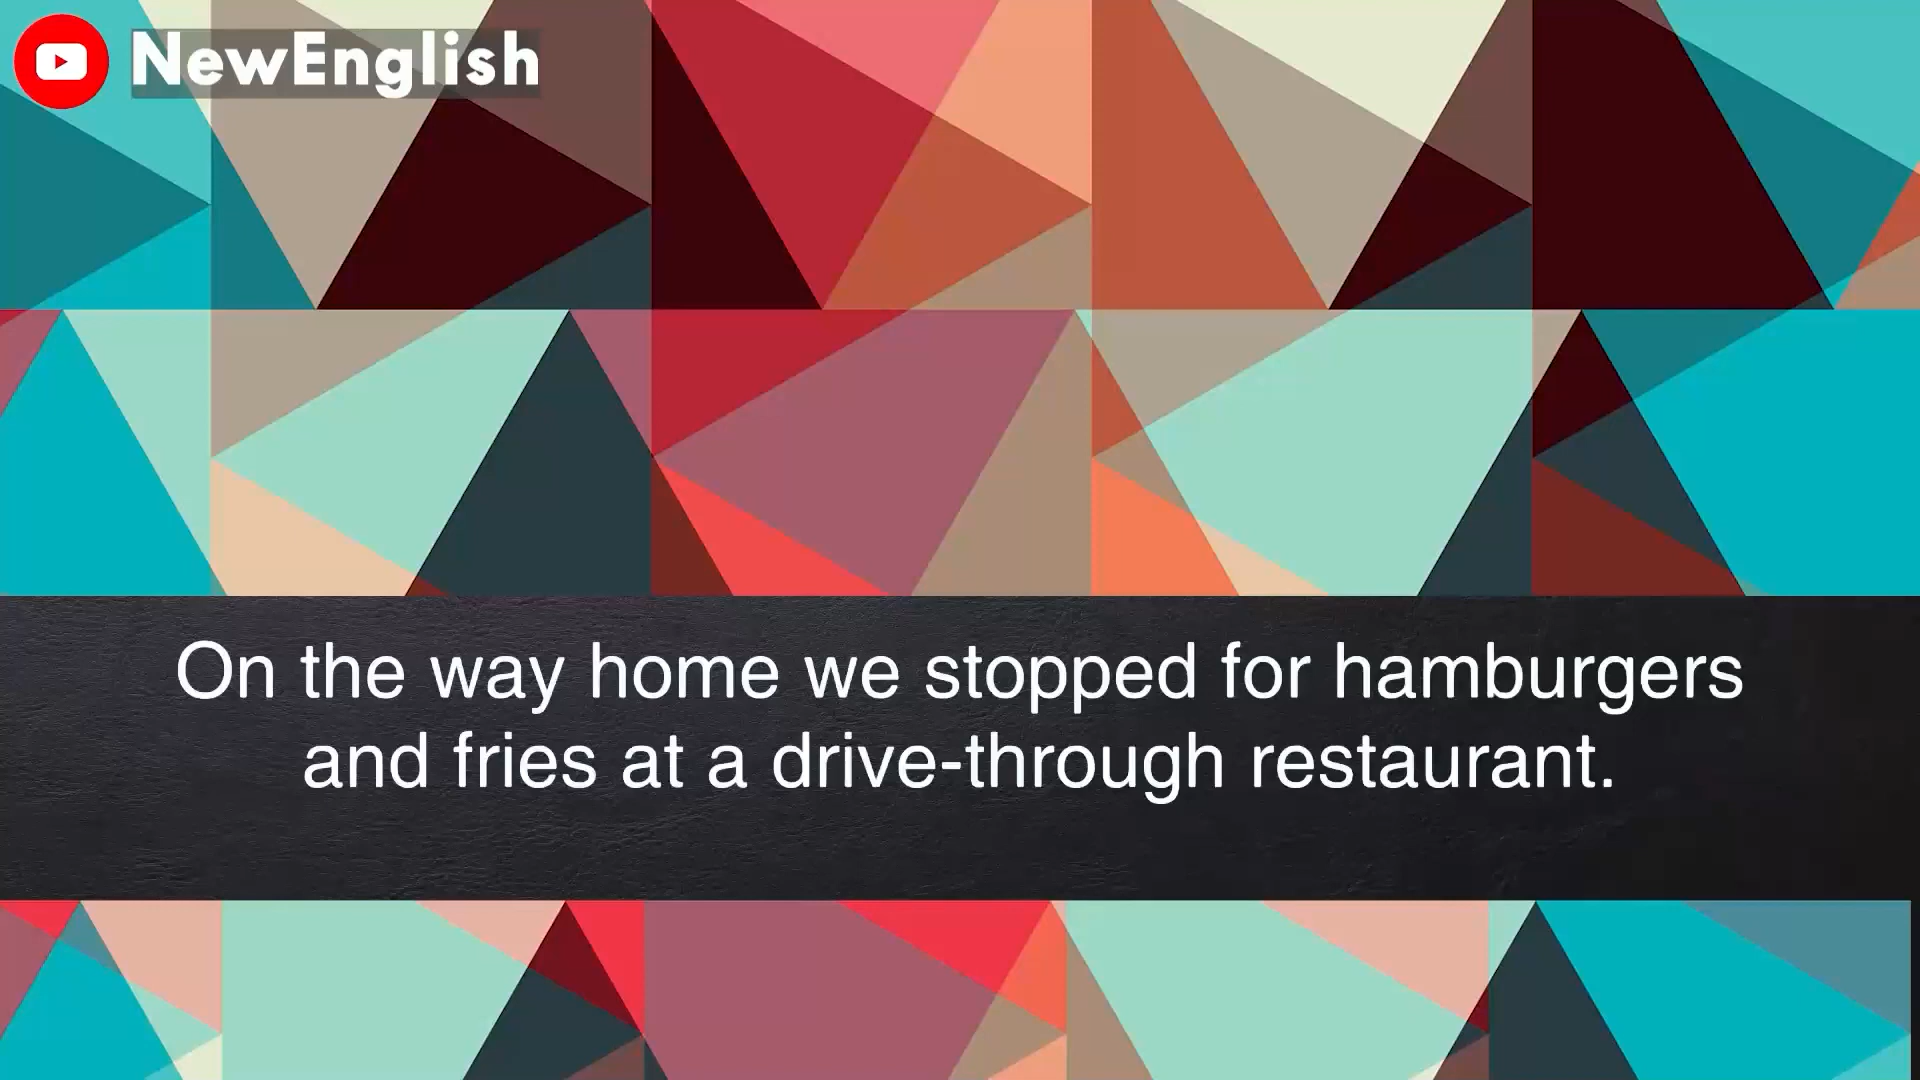 NewEnglish
On the way home we stopped for hamburgers
and fries at a drive-through restaurant.